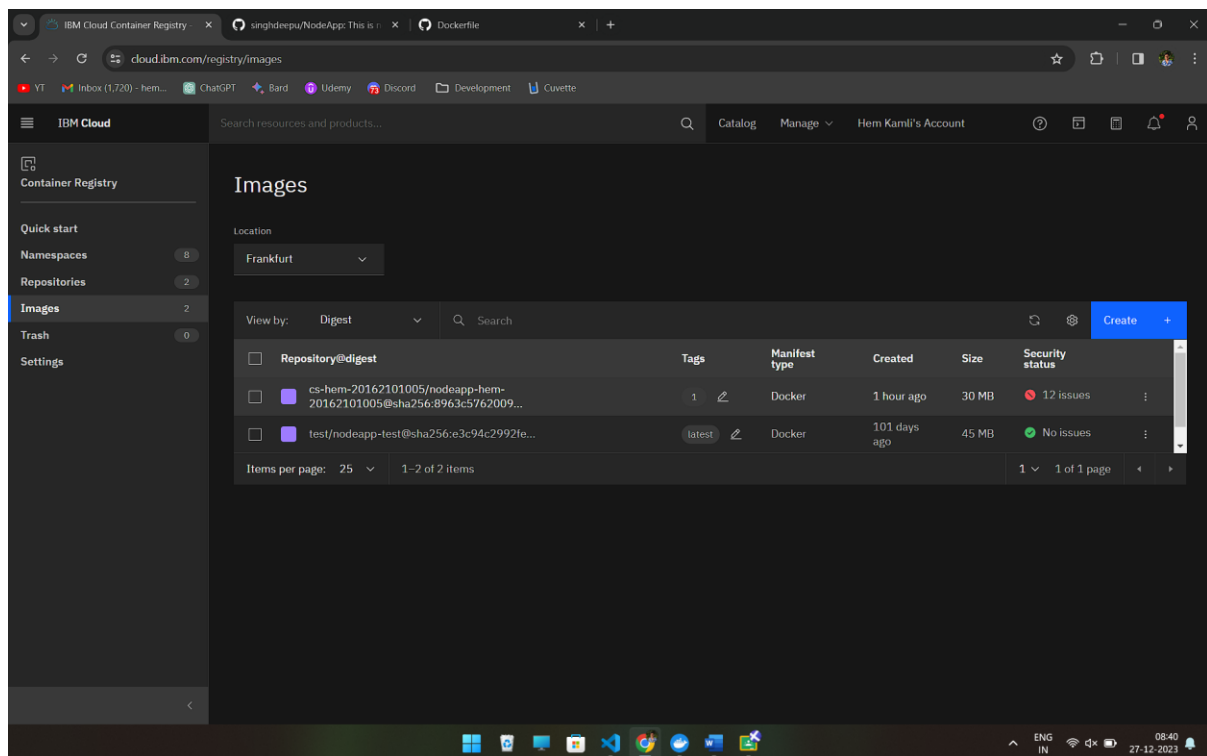 IBM Cloud Container Registry -
singhdeepu/NodeApp: This is
Dockerfile
cloud.ibm.com/registry/images
YT
Inbox (1,720) - hem...
ChatGPT
Bard
Udemy
73
Discord
Development
Cuvette
IBM Cloud
Search resources and products...
Catalog
Manage
Hem Kamli's Account
Container Registry
Quick start
Namespaces 8
Repositories 2
Images 2
Trash 0
Settings
Images
Location
Frankfurt
View by: Digest
Search
Create +
Repository@digest Tags Manifest type Created Size Security status
cs-hem-20162101005/nodeapp-hem-
20162101005@sha256:8963c5762009... 1 Docker 1 hour ago 30 MB 12 issues
test/nodeapp-test@sha256:e3c94c2992fe... latest Docker 101 days ago 45 MB No issues
Items per page: 25 1–2 of 2 items 1 1 of 1 page
ENG
IN
08:40
27-12-2023